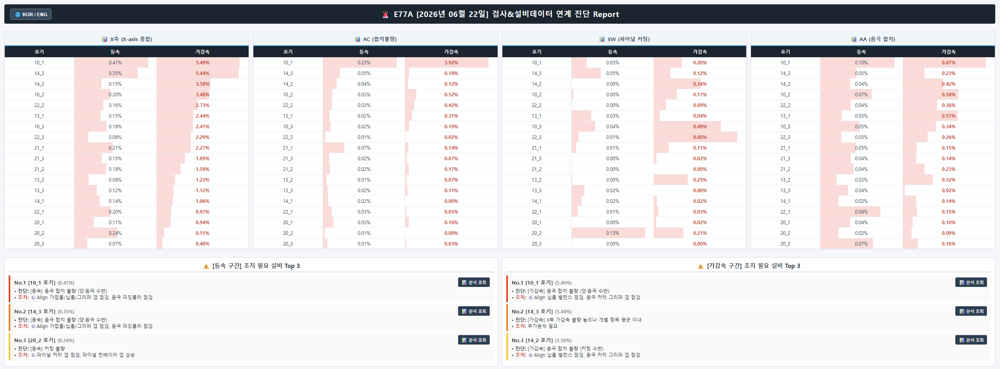 KOR / ENG
E77A [2026년 06월 22일] 검사&설비데이터 연계 진단 Report
X축 (X-axis 종합)
호기 등속 가감속
10_1 0.41% 5.49%
14_3 0.35% 5.44%
14_2 0.15% 3.58%
10_2 0.20% 3.48%
22_2 0.16% 2.73%
13_1 0.15% 2.44%
10_3 0.18% 2.41%
22_3 0.08% 2.29%
21_1 0.21% 2.27%
21_3 0.15% 1.89%
21_2 0.18% 1.59%
13_2 0.08% 1.23%
13_3 0.12% 1.12%
14_1 0.14% 1.06%
22_1 0.20% 0.97%
20_1 0.11% 0.94%
20_2 0.24% 0.51%
20_3 0.07% 0.40%
AC (합치불량)
호기 등속 가감속
10_1 0.23% 3.92%
14_3 0.05% 0.18%
14_2 0.04% 0.12%
10_2 0.03% 0.52%
22_2 0.03% 0.42%
13_1 0.02% 0.31%
10_3 0.02% 0.19%
22_3 0.01% 0.02%
21_1 0.07% 0.14%
21_3 0.02% 0.07%
21_2 0.02% 0.17%
13_2 0.01% 0.07%
13_3 0.02% 0.11%
14_1 0.02% 0.00%
22_1 0.03% 0.05%
20_1 0.03% 0.16%
20_2 0.01% 0.00%
20_3 0.01% 0.03%
SW (파이널 커팅)
호기 등속 가감속
10_1 0.03% 0.20%
14_3 0.05% 0.12%
14_2 0.00% 0.34%
10_2 0.00% 0.17%
22_2 0.00% 0.09%
13_1 0.03% 0.04%
10_3 0.04% 0.49%
22_3 0.01% 0.60%
21_1 0.01% 0.11%
21_3 0.00% 0.02%
21_2 0.00% 0.00%
13_2 0.00% 0.25%
13_3 0.02% 0.00%
14_1 0.02% 0.02%
22_1 0.01% 0.03%
20_1 0.00% 0.02%
20_2 0.13% 0.21%
20_3 0.00% 0.00%
AA (음극 합치)
호기 등속 가감속
10_1 0.10% 0.87%
14_3 0.05% 0.23%
14_2 0.04% 0.42%
10_2 0.07% 0.58%
22_2 0.04% 0.36%
13_1 0.03% 0.57%
10_3 0.05% 0.34%
22_3 0.03% 0.26%
21_1 0.05% 0.15%
21_3 0.04% 0.14%
21_2 0.04% 0.23%
13_2 0.02% 0.32%
13_3 0.04% 0.02%
14_1 0.02% 0.14%
22_1 0.08% 0.15%
20_1 0.04% 0.10%
20_2 0.02% 0.09%
20_3 0.07% 0.16%
[등속 구간] 조치 필요 설비 Top 3
No.1 [10_1 호기] (0.41%)
분석 조회
• 진단: [등속] 음극 합치 불량 (양·음극 수반)
• 조치: Align 가접롤/닙롤/그리퍼 갭 점검, 음극 피딩롤러 점검
No.2 [14_3 호기] (0.35%)
분석 조회
• 진단: [등속] 음극 합치 불량 (양·음극 수반)
• 조치: Align 가접롤/닙롤/그리퍼 갭 점검, 음극 피딩롤러 점검
No.3 [20_2 호기] (0.24%)
분석 조회
• 진단: [등속] 커팅 불량
• 조치: 파이널 커터 갭 점검, 파이널 컨베이어 갭 상승
[가감속 구간] 조치 필요 설비 Top 3
No.1 [10_1 호기] (5.49%)
분석 조회
• 진단: [가감속] 음극 합치 불량 (양·음극 수반)
• 조치: Align 닙롤 밸런스 점검, 음극 커터 그리퍼 갭 점검
No.2 [14_3 호기] (5.44%)
분석 조회
• 진단: [가감속] X축 가감속 불량 높으나 개별 항목 평균 이내
• 조치: 추가분석 필요
No.3 [14_2 호기] (3.58%)
분석 조회
• 진단: [가감속] 음극 합치 불량 (커팅 수반)
• 조치: Align 닙롤 밸런스 점검, 음극 커터 그리퍼 갭 점검